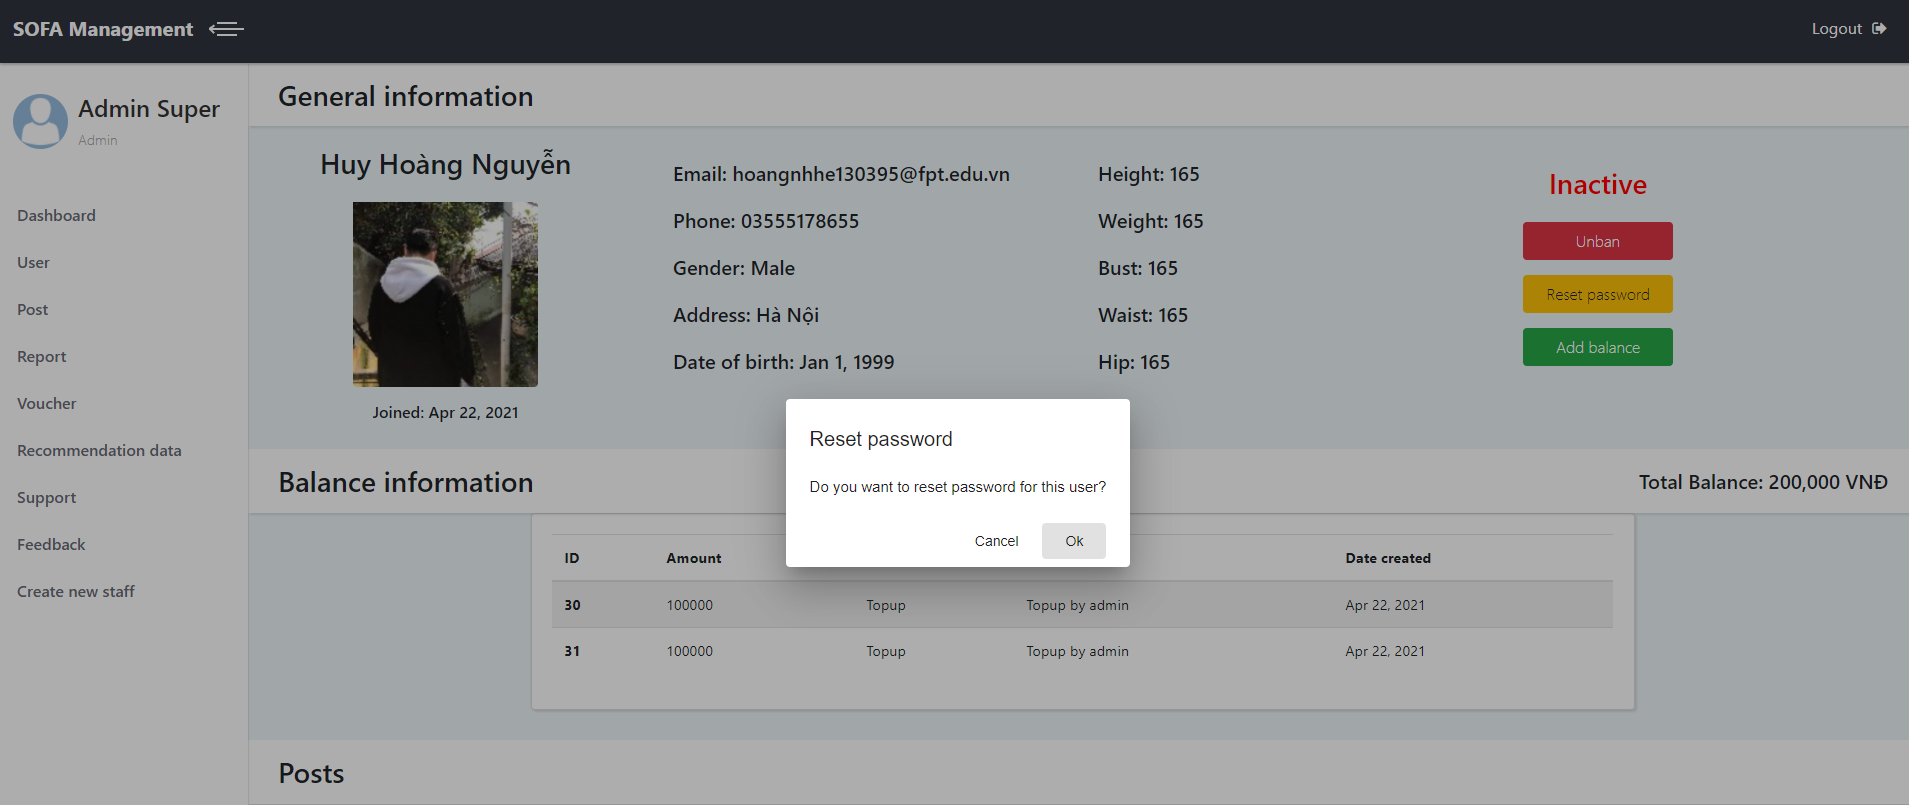 SOFA Management
Logout
Admin Super
Admin
Dashboard
User
Post
Report
Voucher
Recommendation data
Support
Feedback
Create new staff
General information
Huy Hoàng Nguyễn
Joined: Apr 22, 2021
Email: hoangnhhe130395@fpt.edu.vn
Phone: 03555178655
Gender: Male
Address: Hà Nội
Date of birth: Jan 1, 1999
Height: 165
Weight: 165
Bust: 165
Waist: 165
Hip: 165
Inactive
Unban
Reset password
Add balance
Reset password
Do you want to reset password for this user?
Cancel Ok
Balance information Total Balance: 200,000 VNĐ
ID Amount Date created
30 100000 Topup Topup by admin Apr 22, 2021
31 100000 Topup Topup by admin Apr 22, 2021
Posts